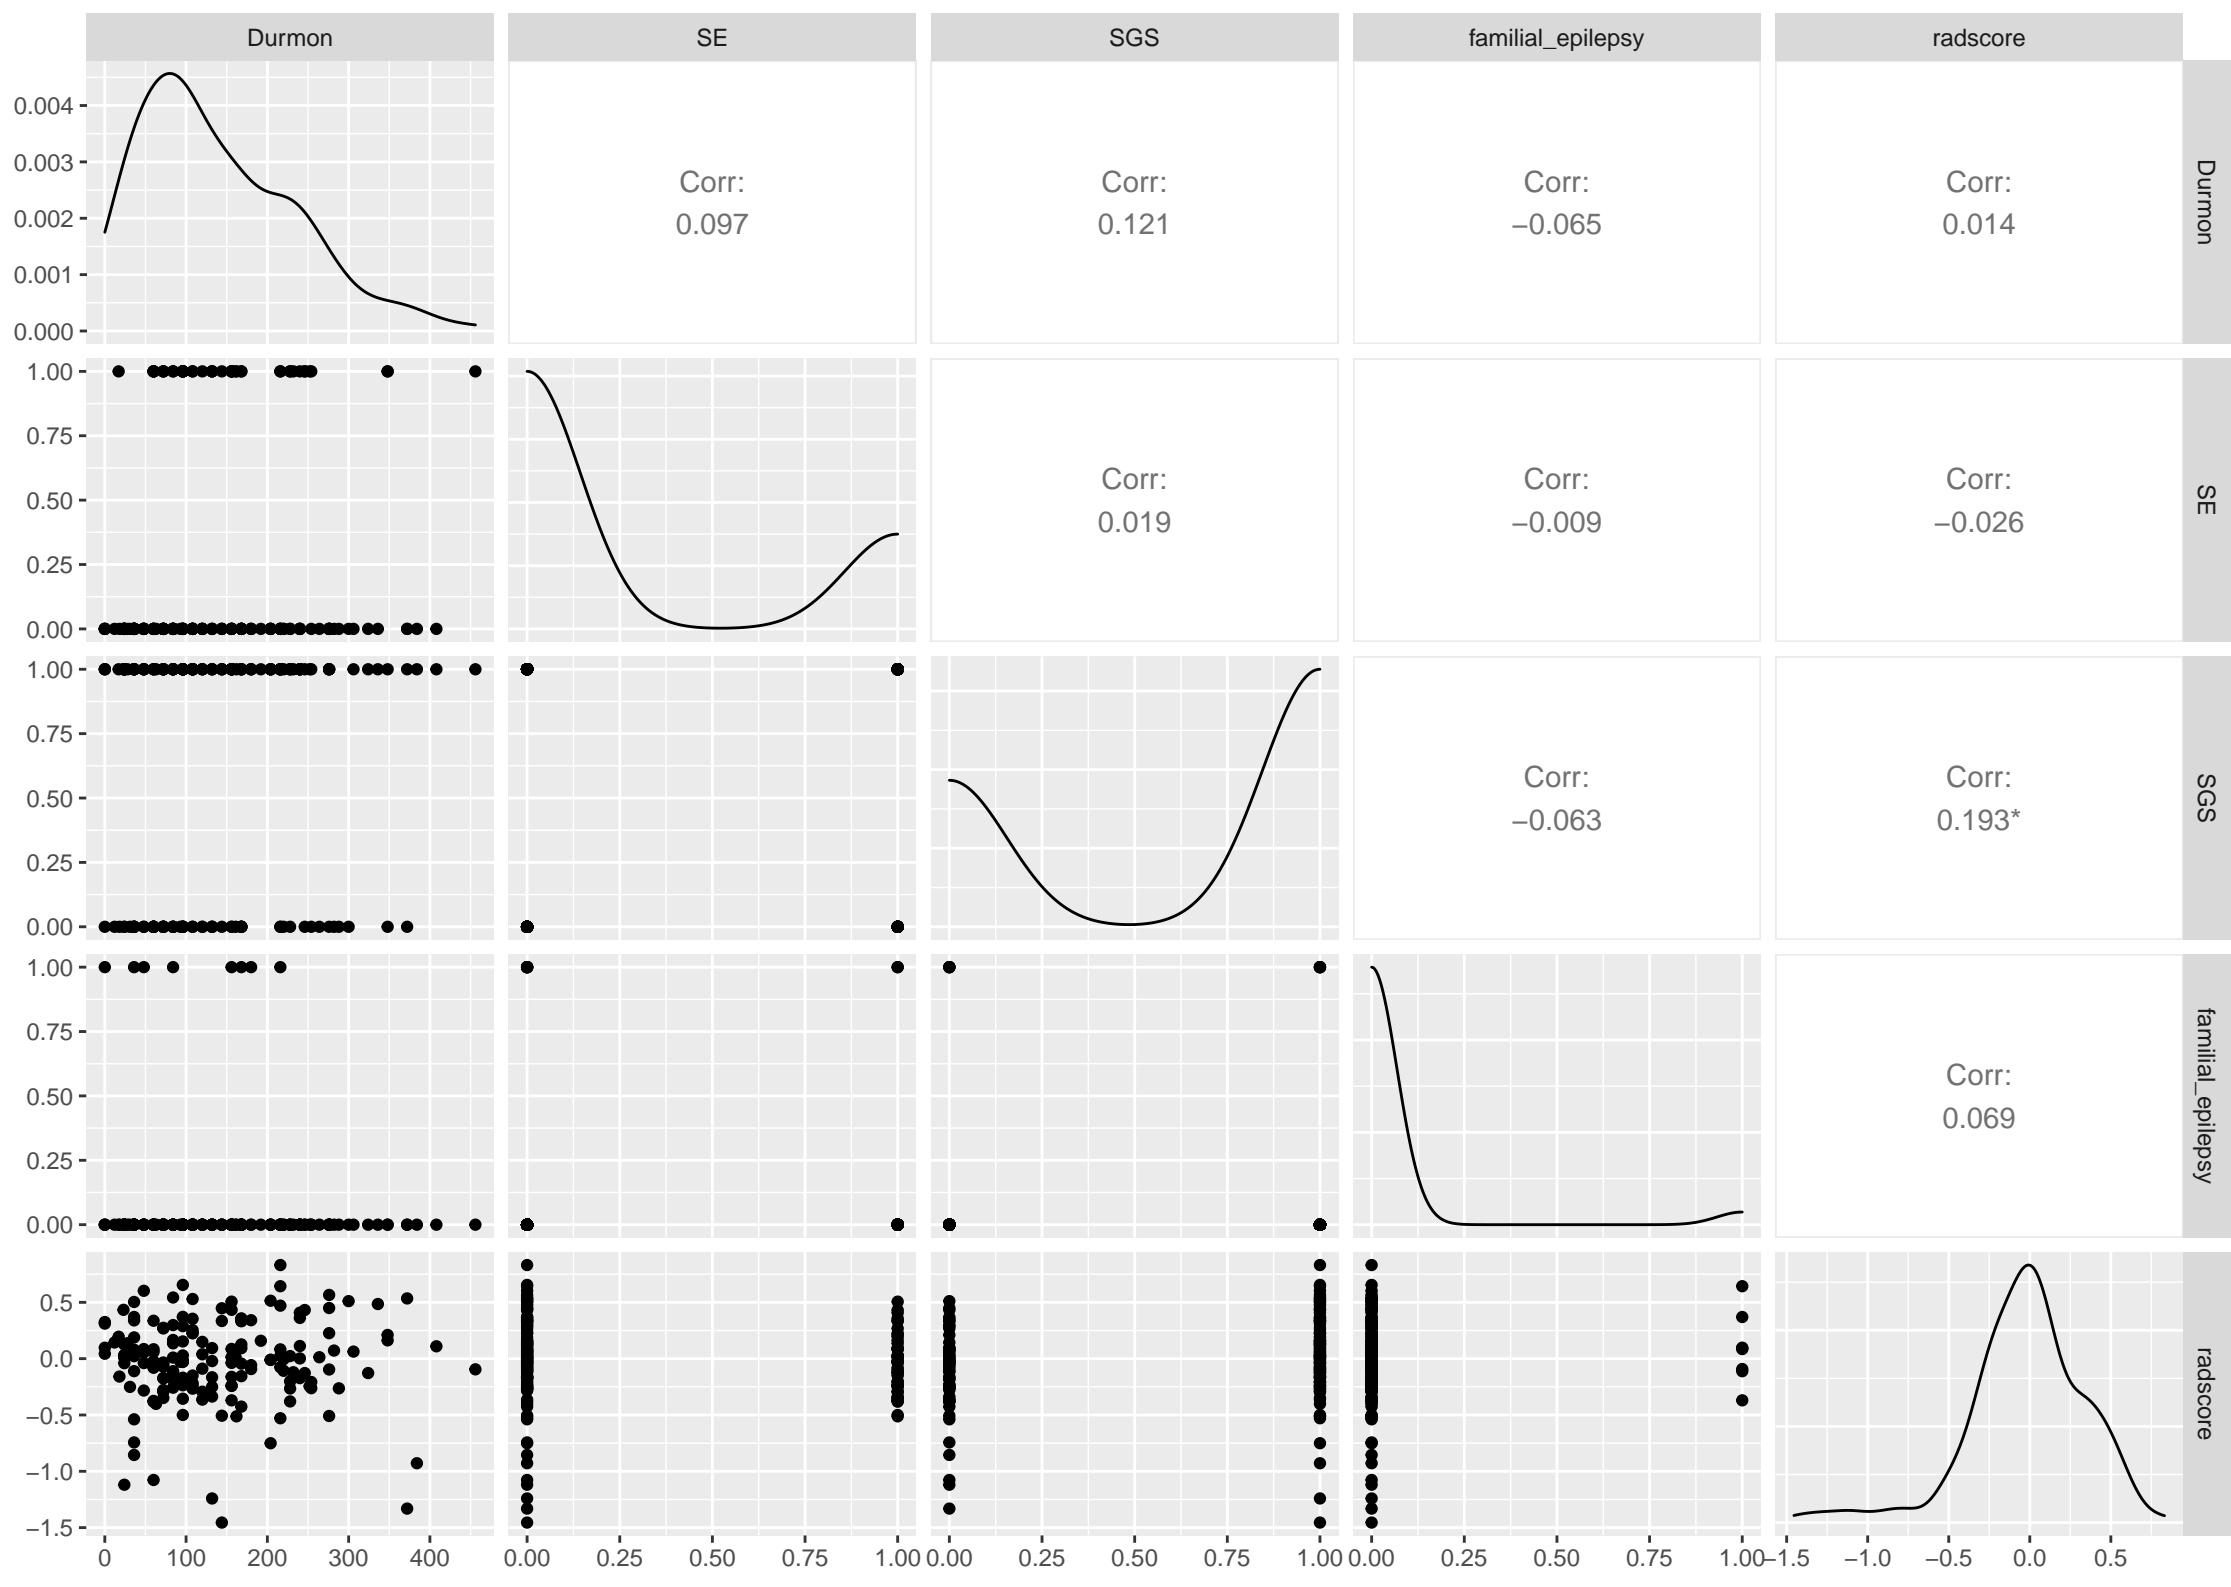 Durmon SE SGS familial_epilepsy radscore
0.004
0.003
0.002
0.001
0.000
Corr:
0.097
Corr:
0.121
Corr:
−0.065
Corr:
0.014
Durmon
1.00
0.75
0.50
0.25
0.00
Corr:
0.019
Corr:
−0.009
Corr:
−0.026
SE
1.00
0.75
0.50
0.25
0.00
Corr:
−0.063
Corr:
0.193*
SGS
1.00
0.75
0.50
0.25
0.00
Corr:
0.069
familial_epilepsy
0.5
0.0
−0.5
−1.0
−1.5
radscore
0 100 200 300 400 0.00 0.25 0.50 0.75 1.00 0.00 0.25 0.50 0.75 1.00 0.00 0.25 0.50 0.75 1.00 −1.5 −1.0 −0.5 0.0 0.5